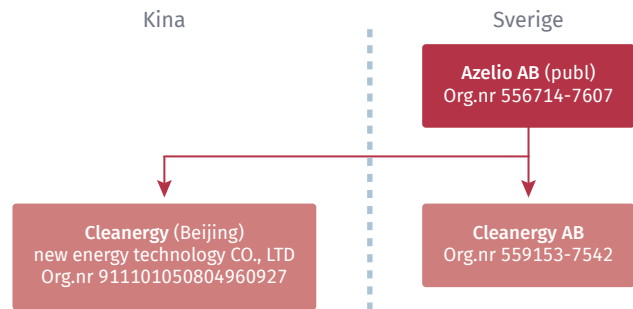 Kina
Sverige
Azelio AB (publ)
Org.nr 556714-7607
Cleanergy (Beijing)
new energy technology CO., LTD
Org.nr 911101050804960927
Cleanergy AB
Org.nr 559153-7542